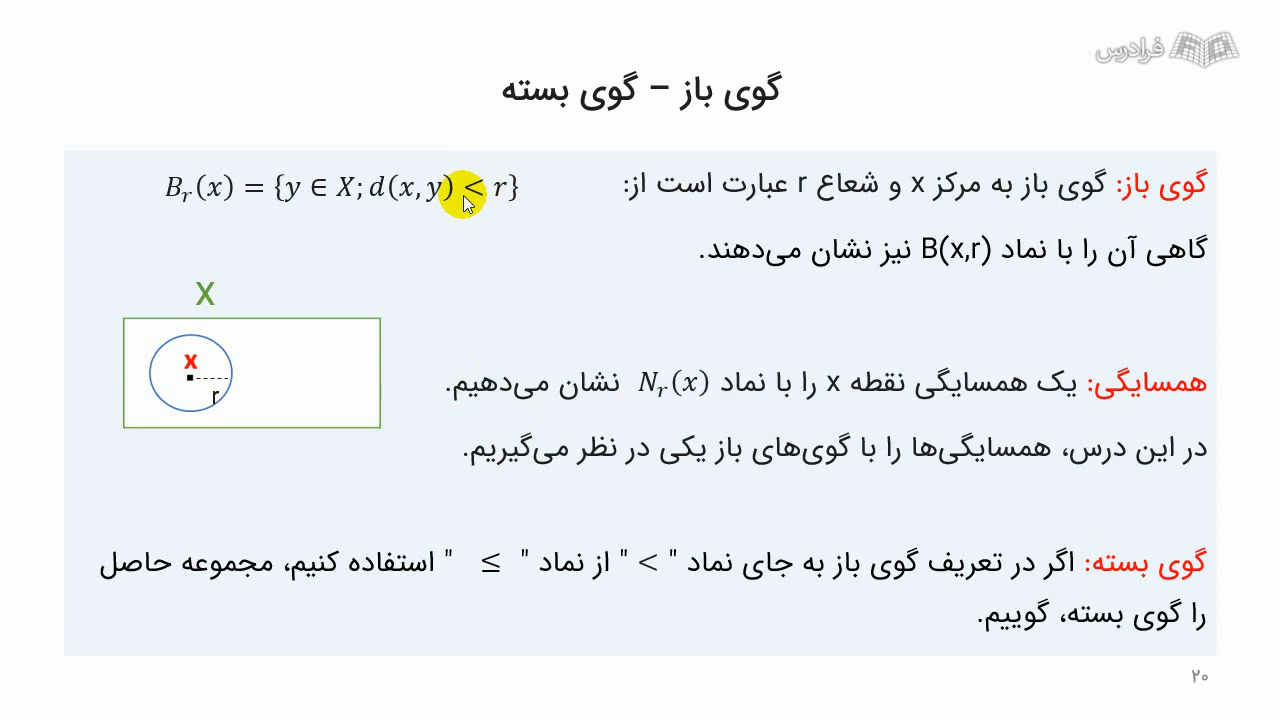 فرادرس
گوی باز – گوی بسته
گوی باز: گوی باز به مرکز x و شعاع r عبارت است از: B_r(x) = {y ∈ X; d(x, y) < r}
گاهی آن را با نماد B(x,r) نیز نشان می‌دهند.
X
x
r
همسایگی: یک همسایگی نقطه x را با نماد N_r(x) نشان می‌دهیم.
در این درس، همسایگی‌ها را با گوی‌های باز یکی در نظر می‌گیریم.
گوی بسته: اگر در تعریف گوی باز به جای نماد " < " از نماد " ≤ " استفاده کنیم، مجموعه حاصل
را گوی بسته، گوییم.
۲۰